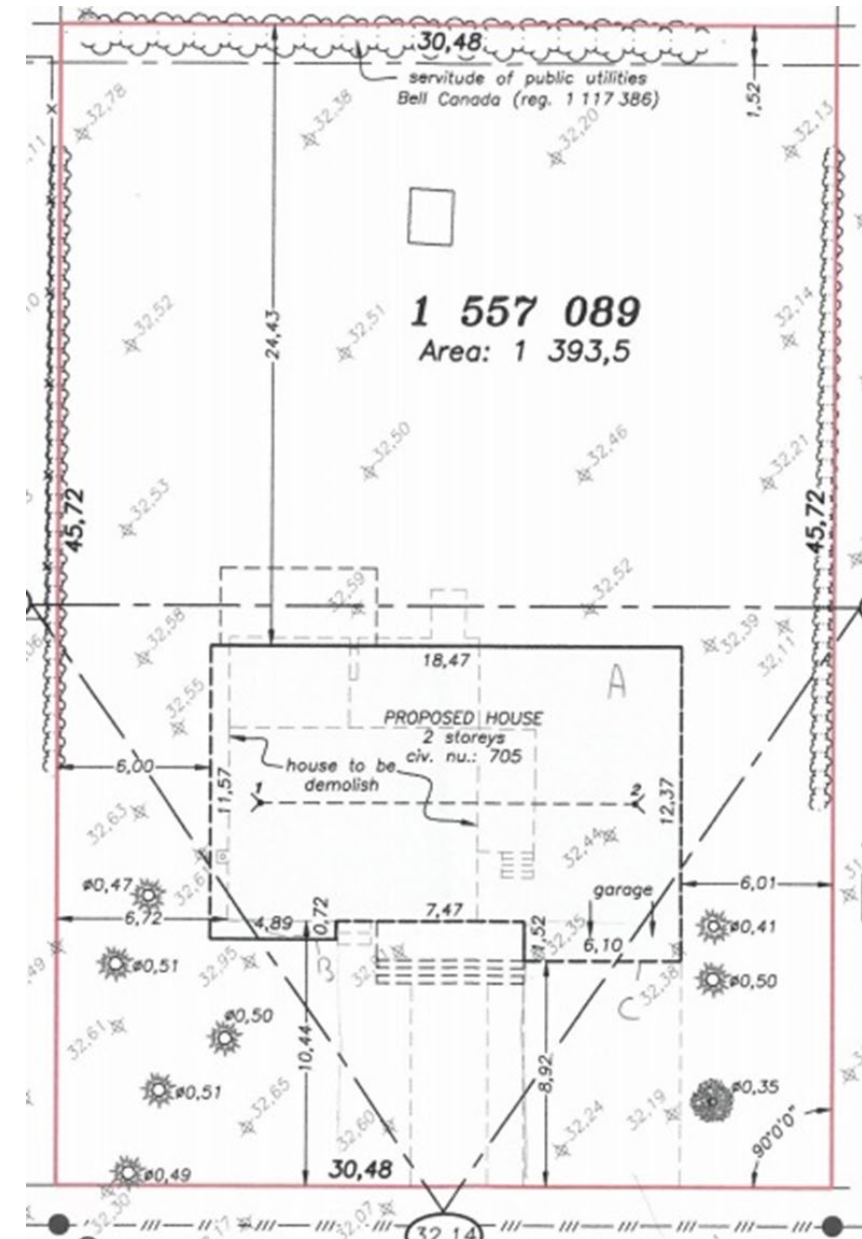 30,48
servitude of public utilities
Bell Canada (reg. 1 117 386)
1,52
32,78
32,38
32,20
32,13
1 557 089
Area: 1 393,5
32,52
32,51
32,14
24,43
32,50
32,46
32,21
32,53
45,72
45,72
32,59
32,52
32,58
32,39
32,11
18,47
A
32,55
PROPOSED HOUSE
2 storeys
civ. nu.: 705
house to be
demolish
6,00
11,57
1
2
12,37
32,63
32,44
garage
6,01
ø0,47
6,72
4,89
0,72
7,47
1,52
6,10
32,35
ø0,41
ø0,51
32,95
B
C
32,38
ø0,50
ø0,50
32,61
10,44
8,92
ø0,51
32,65
32,60
32,24
32,19
ø0,35
90°0'0"
ø0,49
30,48
32,30
32,07
32,14